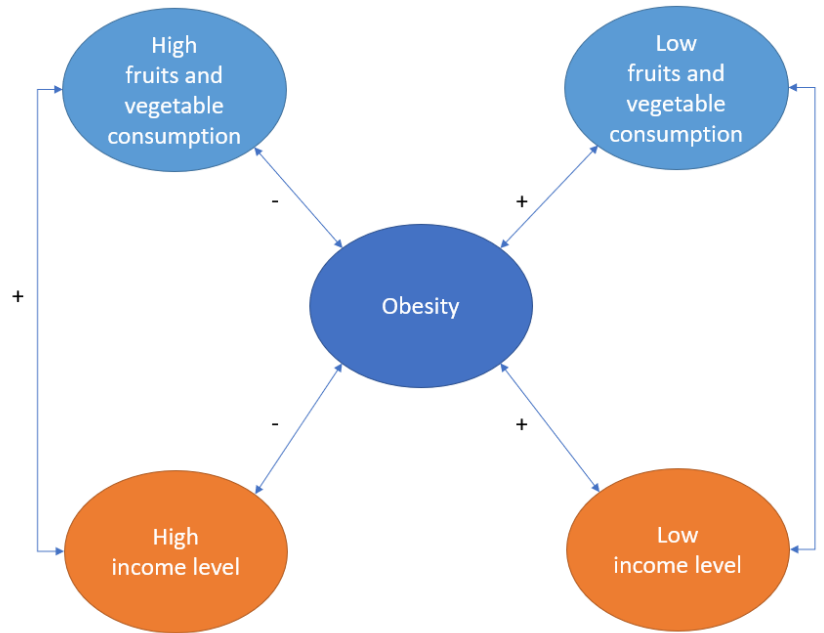 High
fruits and
vegetable
consumption
Low
fruits and
vegetable
consumption
-
+
+
Obesity
-
+
High
income level
Low
income level